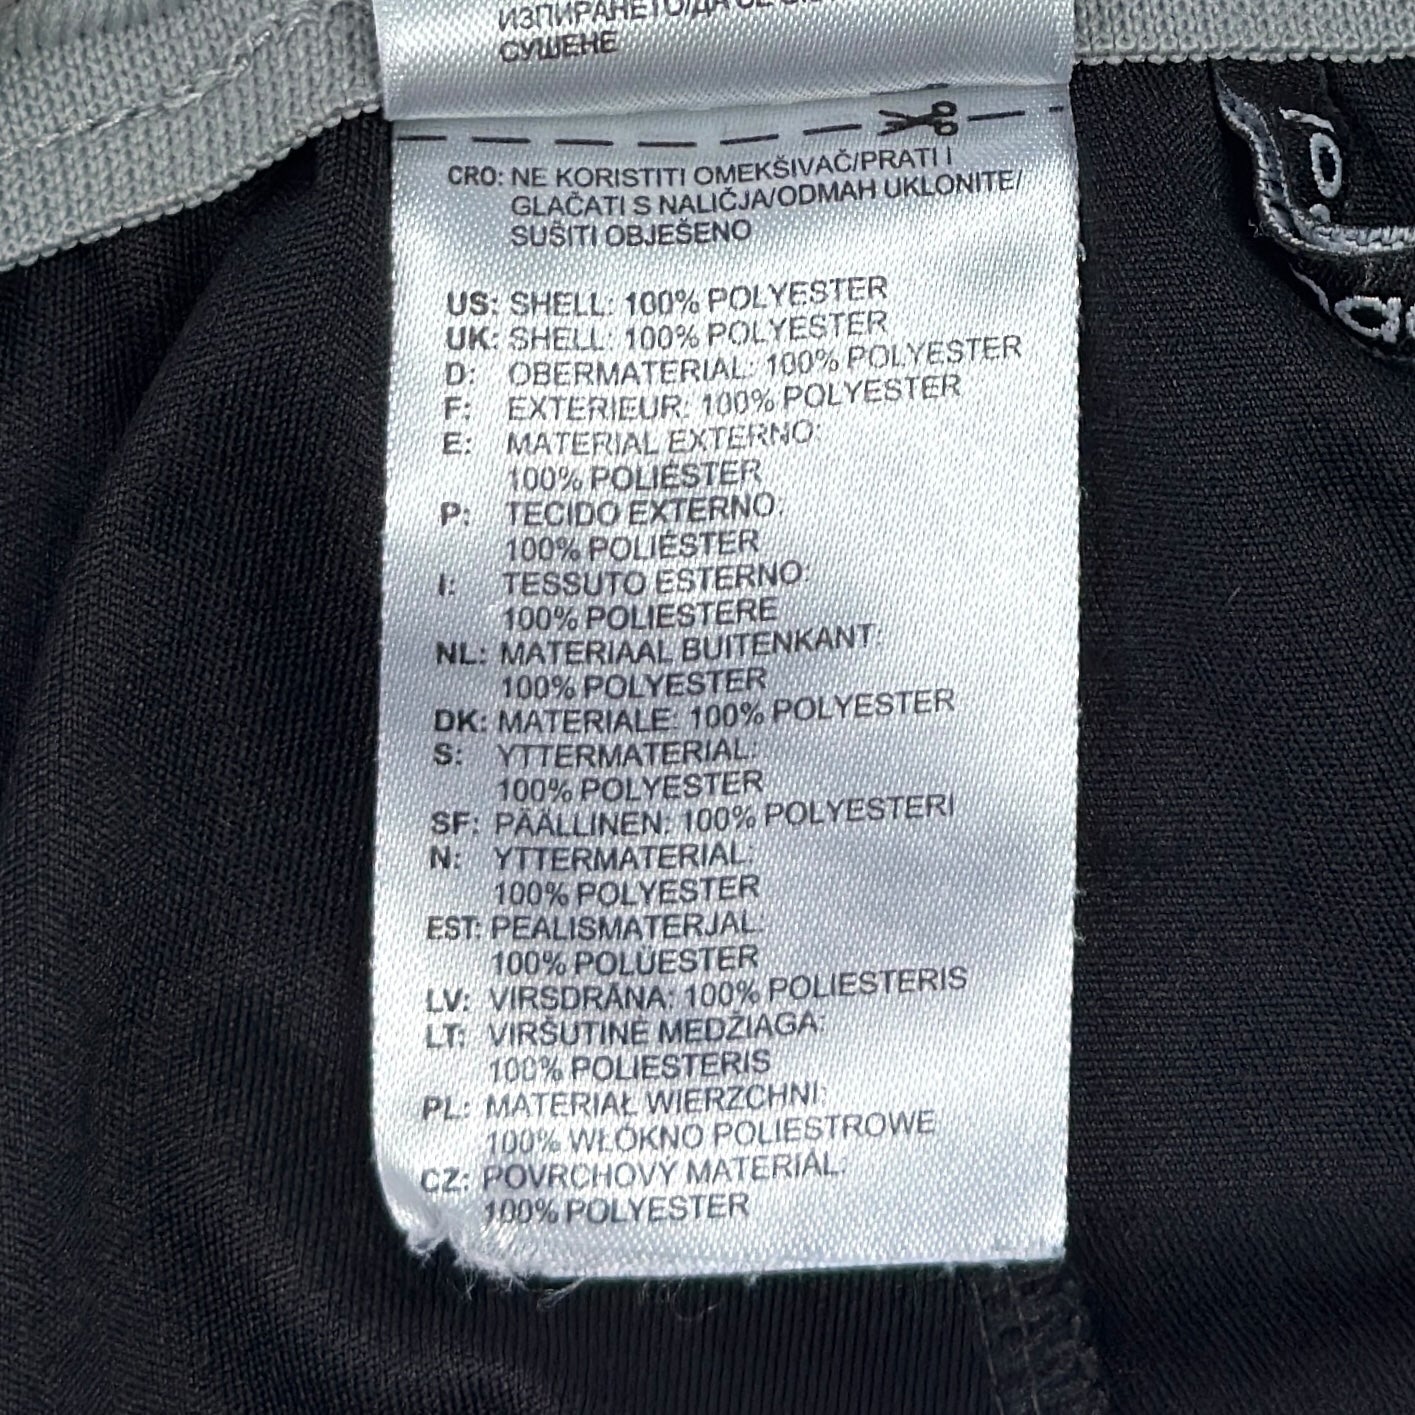 СУШЕНЕ
CRO: NE KORISTITI OMEKŠIVAČ/PRATI I
GLAČATI S NALIČJA/ODMAH UKLONITE/
SUŠITI OBJEŠENO
US: SHELL: 100% POLYESTER
UK: SHELL: 100% POLYESTER
D: OBERMATERIAL: 100% POLYESTER
F: EXTERIEUR: 100% POLYESTER
E: MATERIAL EXTERNO:
100% POLIÉSTER
P: TECIDO EXTERNO:
100% POLIÉSTER
I: TESSUTO ESTERNO:
100% POLIESTERE
NL: MATERIAAL BUITENKANT:
100% POLYESTER
DK: MATERIALE: 100% POLYESTER
S: YTTERMATERIAL:
100% POLYESTER
SF: PÄÄLLINEN: 100% POLYESTERI
N: YTTERMATERIAL:
100% POLYESTER
EST: PEALISMATERJAL:
100% POLÜESTER
LV: VIRSDRĀNA: 100% POLIESTERIS
LT: VIRŠUTINĖ MEDŽIAGA:
100% POLIESTERIS
PL: MATERIAŁ WIERZCHNI:
100% WŁÓKNO POLIESTROWE
CZ: POVRCHOVÝ MATERIÁL:
100% POLYESTER